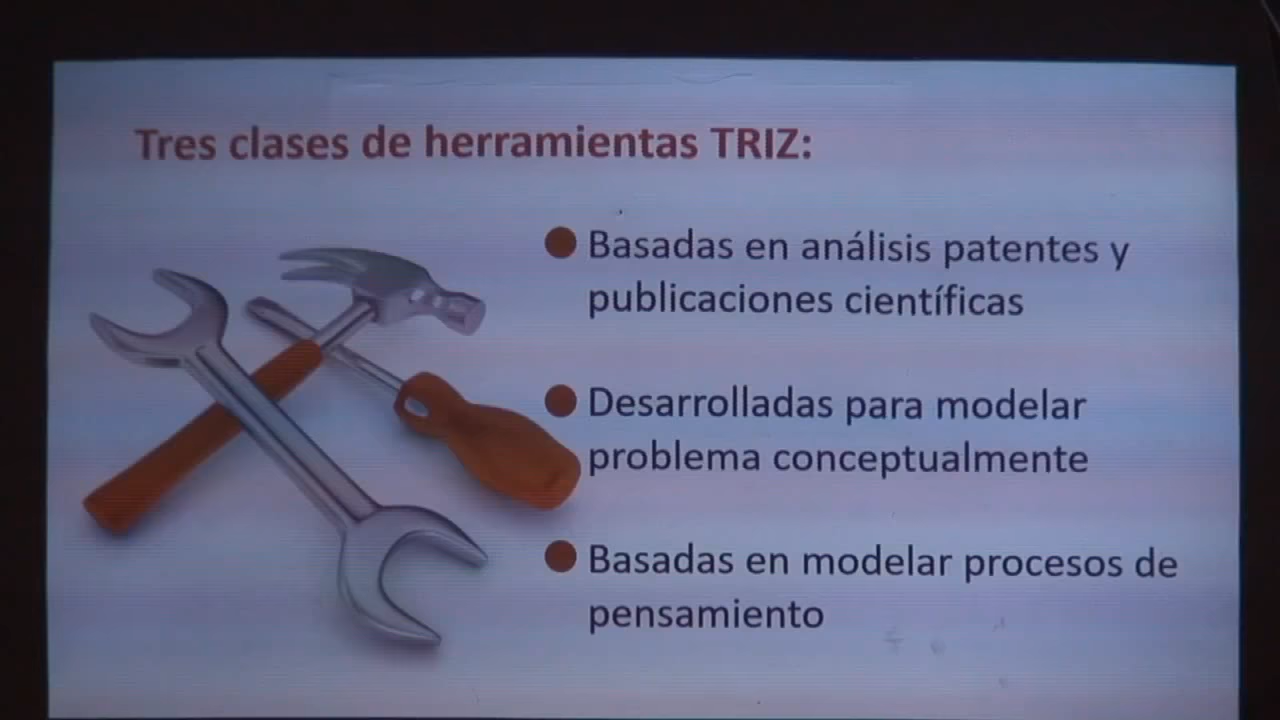 Tres clases de herramientas TRIZ:
Basadas en análisis patentes y
publicaciones científicas
Desarrolladas para modelar
problema conceptualmente
Basadas en modelar procesos de
pensamiento